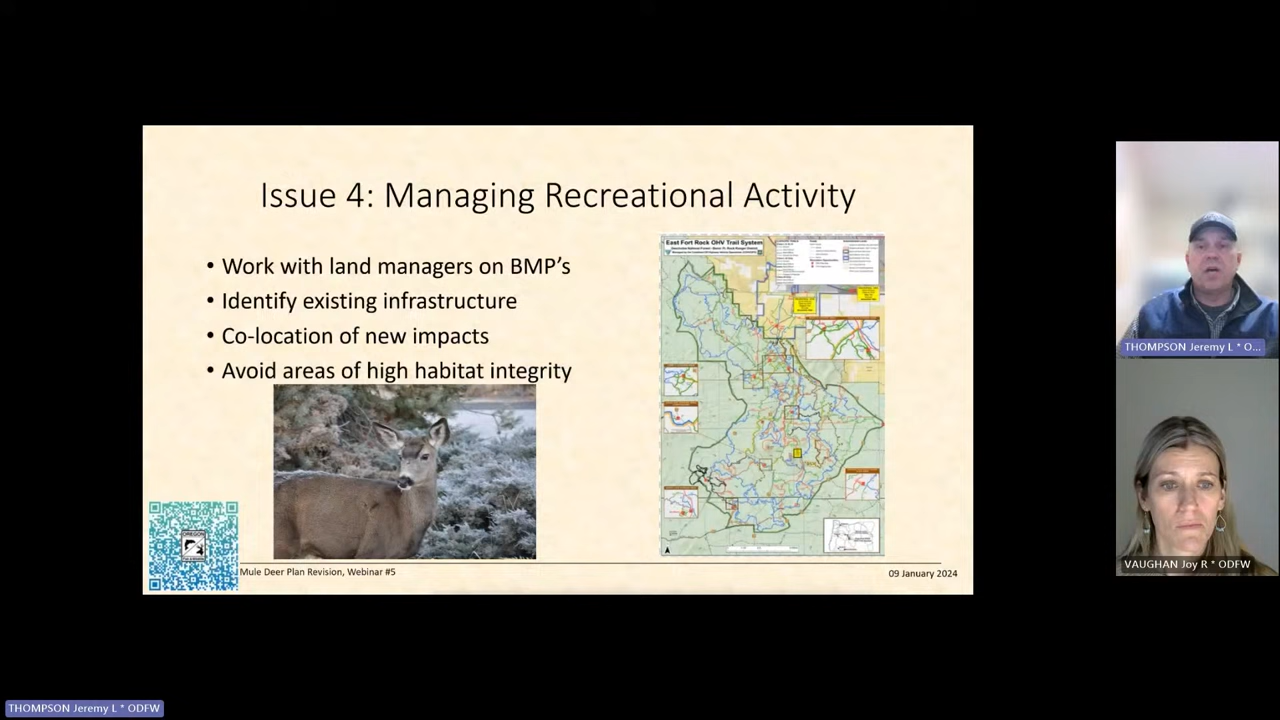 Issue 4: Managing Recreational Activity
• Work with land managers on BMP's
• Identify existing infrastructure
• Co-location of new impacts
• Avoid areas of high habitat integrity
East Fort Rock OHV Trail System
OREGON
Mule Deer Plan Revision, Webinar #5
09 January 2024
THOMPSON Jeremy L * O...
VAUGHAN Joy R * ODFW
THOMPSON Jeremy L * ODFW